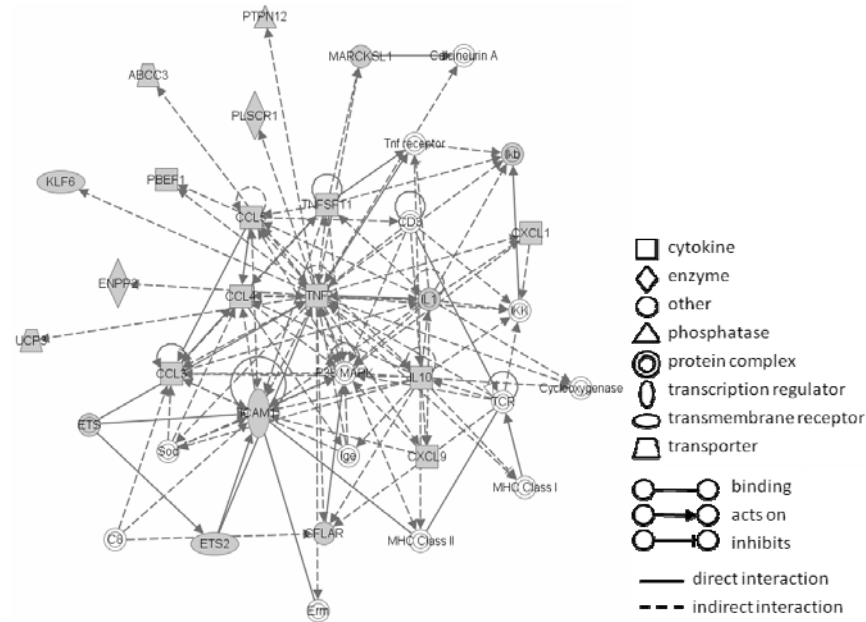 PTPN12
MARCKSL1
Calcineurin A
ABCC3
PLSCR1
Tnf receptor
Ikb
KLF6
PBEF1
TNFSF11
CD3
CXCL1
ENPP2
CCL4
TNF
IL1
IKK
UCP3
CCL3
P38 MAPK
IL10
Cyclooxygenase
TCR
ICAM1
ETS
Sod
Ige
CXCL9
MHC Class I
C8
ETS2
CFLAR
MHC Class II
Erm
cytokine
enzyme
other
phosphatase
protein complex
transcription regulator
transmembrane receptor
transporter
binding
acts on
inhibits
direct interaction
indirect interaction